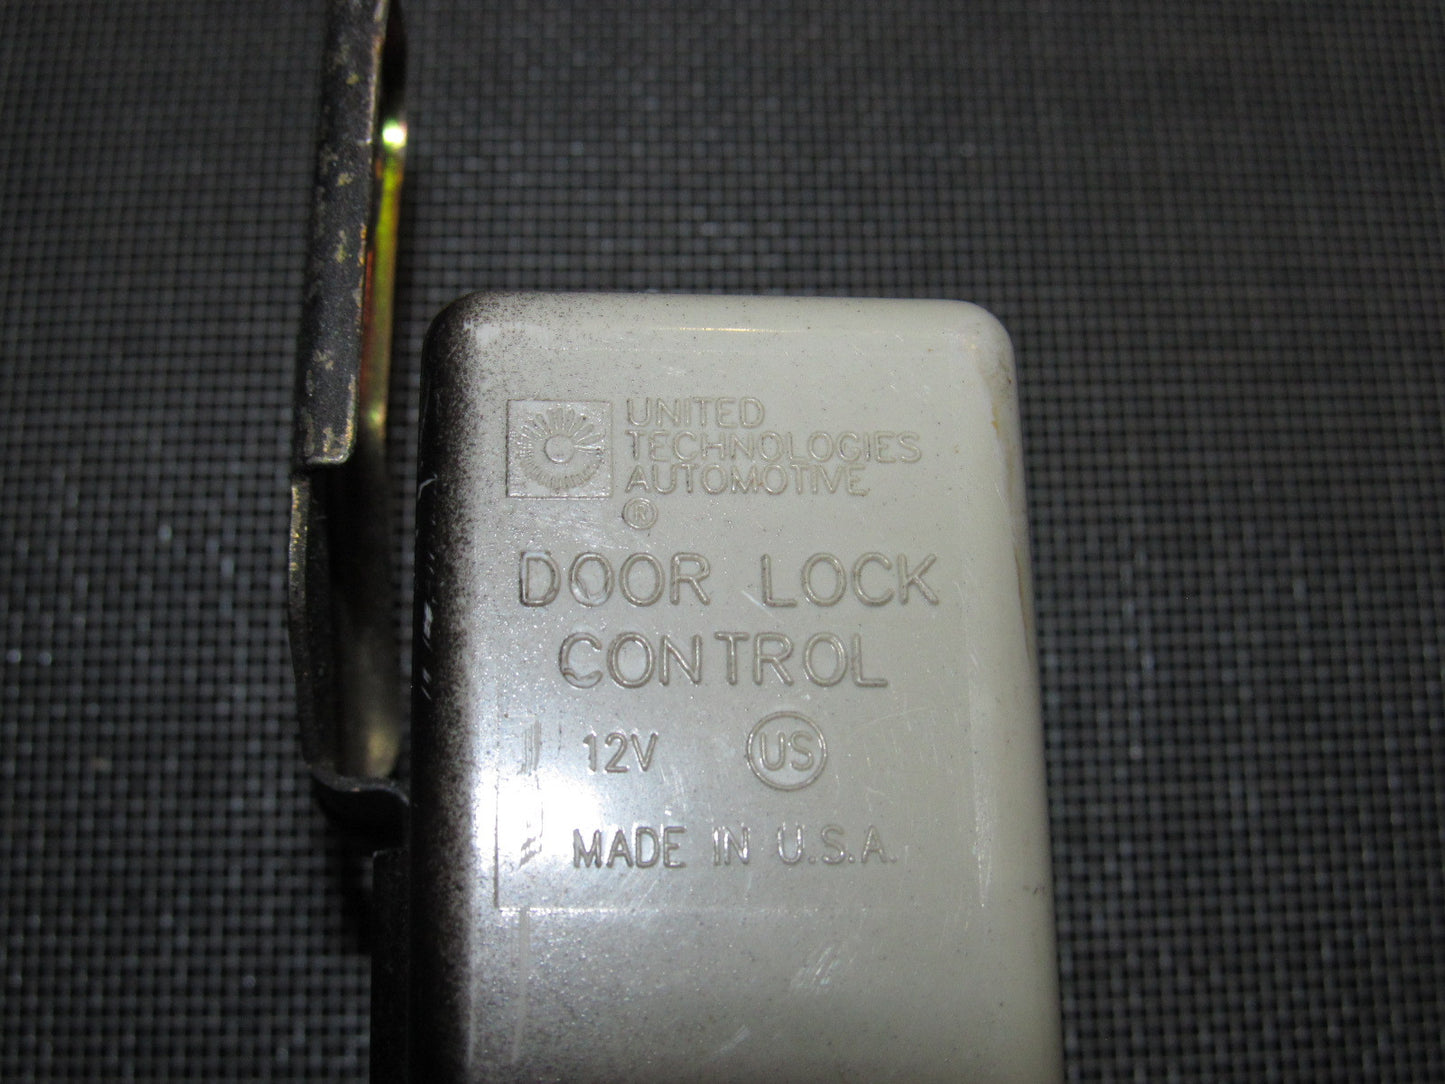 UNITED
TECHNOLOGIES
AUTOMOTIVE
®
DOOR LOCK
CONTROL
12V US
MADE IN U.S.A.